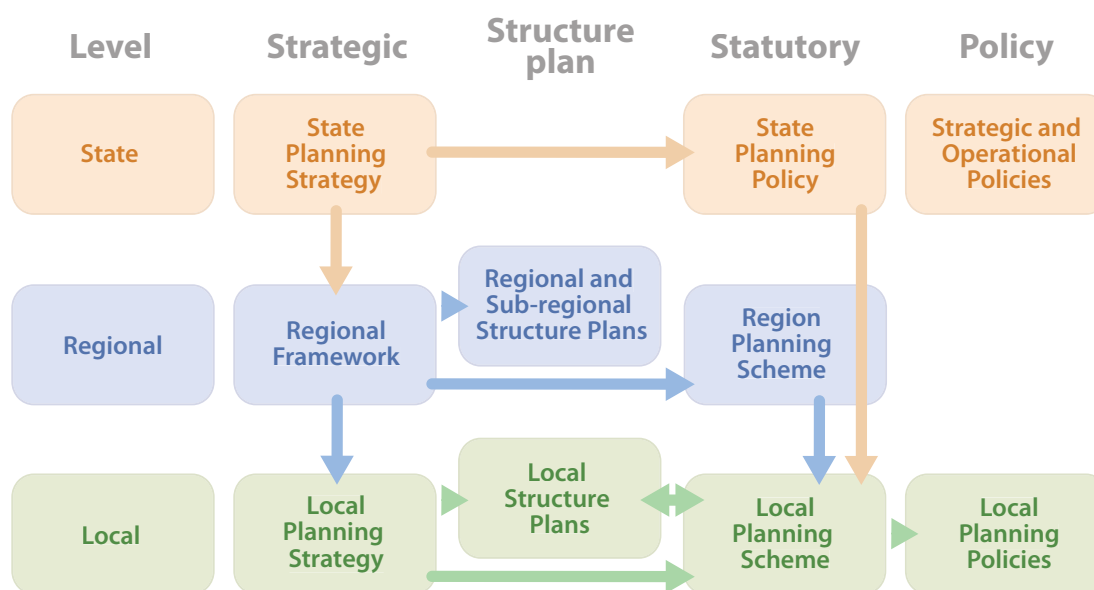 Level
Strategic
Structure
plan
Statutory
Policy
State
State
Planning
Strategy
State
Planning
Policy
Strategic and
Operational
Policies
Regional
Regional
Framework
Regional and
Sub-regional
Structure Plans
Region
Planning
Scheme
Local
Local
Planning
Strategy
Local
Structure
Plans
Local
Planning
Scheme
Local
Planning
Policies